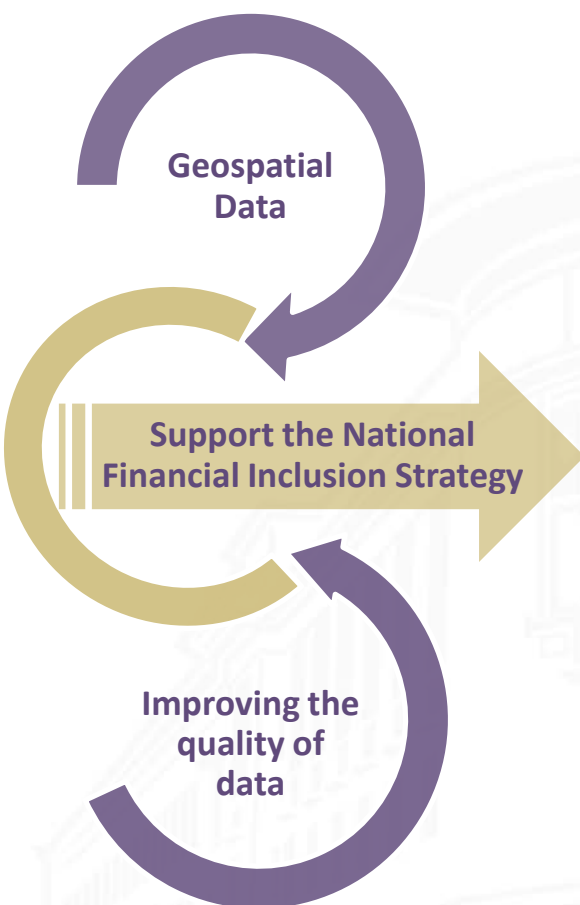 Geospatial
Data
Support the National
Financial Inclusion Strategy
Improving the
quality of
data